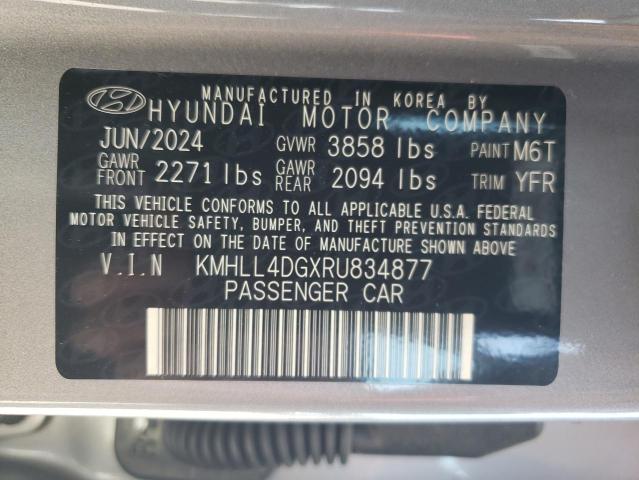 MANUFACTURED IN KOREA BY
HYUNDAI MOTOR COMPANY
JUN/2024 GVWR 3858 lbs PAINT M6T
GAWR FRONT 2271 lbs GAWR REAR 2094 lbs TRIM YFR
THIS VEHICLE CONFORMS TO ALL APPLICABLE U.S.A. FEDERAL
MOTOR VEHICLE SAFETY, BUMPER, AND THEFT PREVENTION STANDARDS
IN EFFECT ON THE DATE OF MANUFACTURE SHOWN ABOVE
V.I.N KMHLL4DGXRU834877
PASSENGER CAR